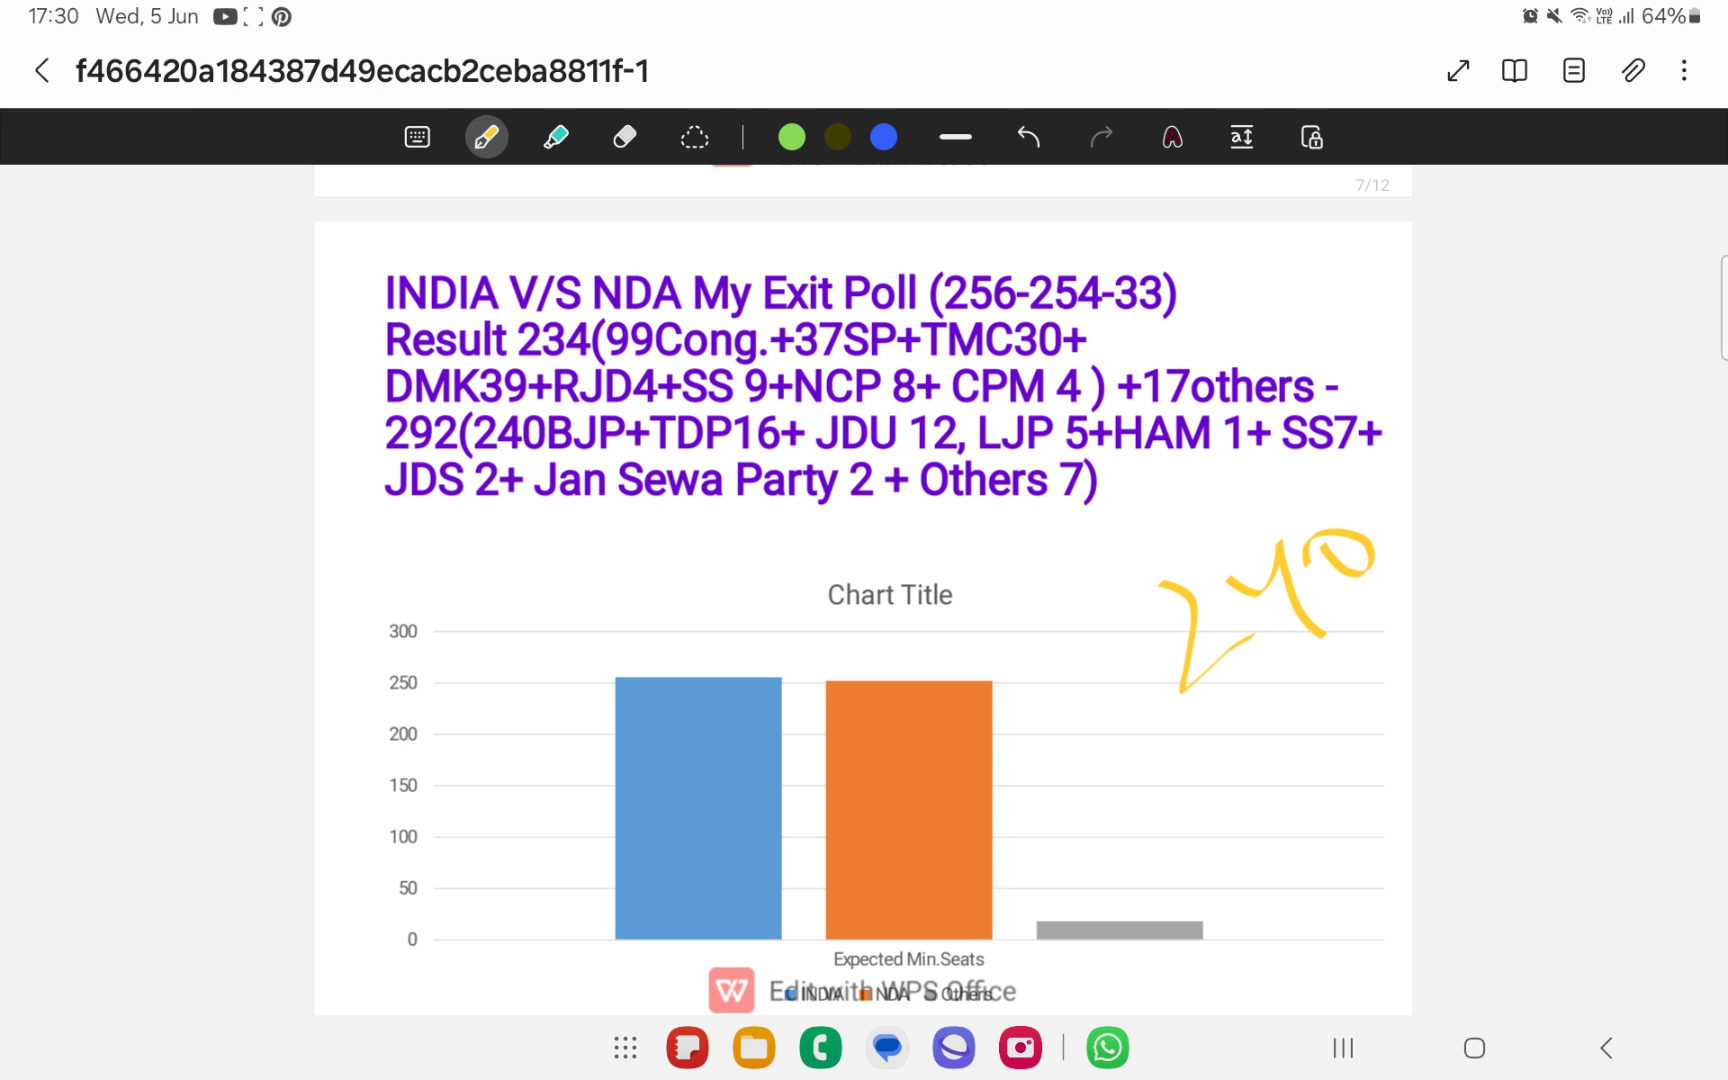 17:30 Wed, 5 Jun
Vo)) LTE 64%
f466420a184387d49ecacb2ceba8811f-1
7/12
INDIA V/S NDA My Exit Poll (256-254-33)
Result 234(99Cong.+37SP+TMC30+
DMK39+RJD4+SS 9+NCP 8+ CPM 4 ) +17others -
292(240BJP+TDP16+ JDU 12, LJP 5+HAM 1+ SS7+
JDS 2+ Jan Sewa Party 2 + Others 7)
240
Chart Title
300
250
200
150
100
50
0
Expected Min.Seats
INDIA NDA Others
Edit with WPS Office